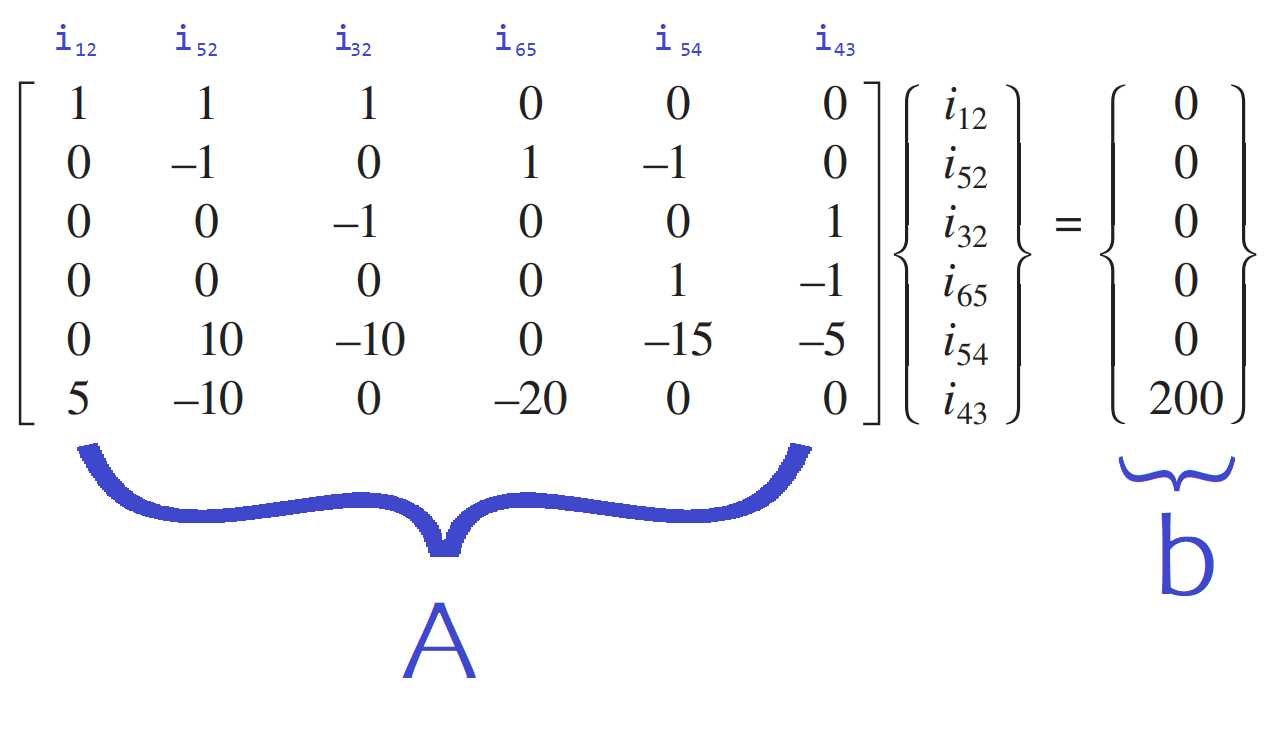 i₁₂ i₅₂ i₃₂ i₆₅ i₅₄ i₄₃
1 1 1 0 0 0 i₁₂ 0
0 –1 0 1 –1 0 i₅₂ 0
0 0 –1 0 0 1 i₃₂ = 0
0 0 0 0 1 –1 i₆₅ 0
0 10 –10 0 –15 –5 i₅₄ 0
5 –10 0 –20 0 0 i₄₃ 200
b
A